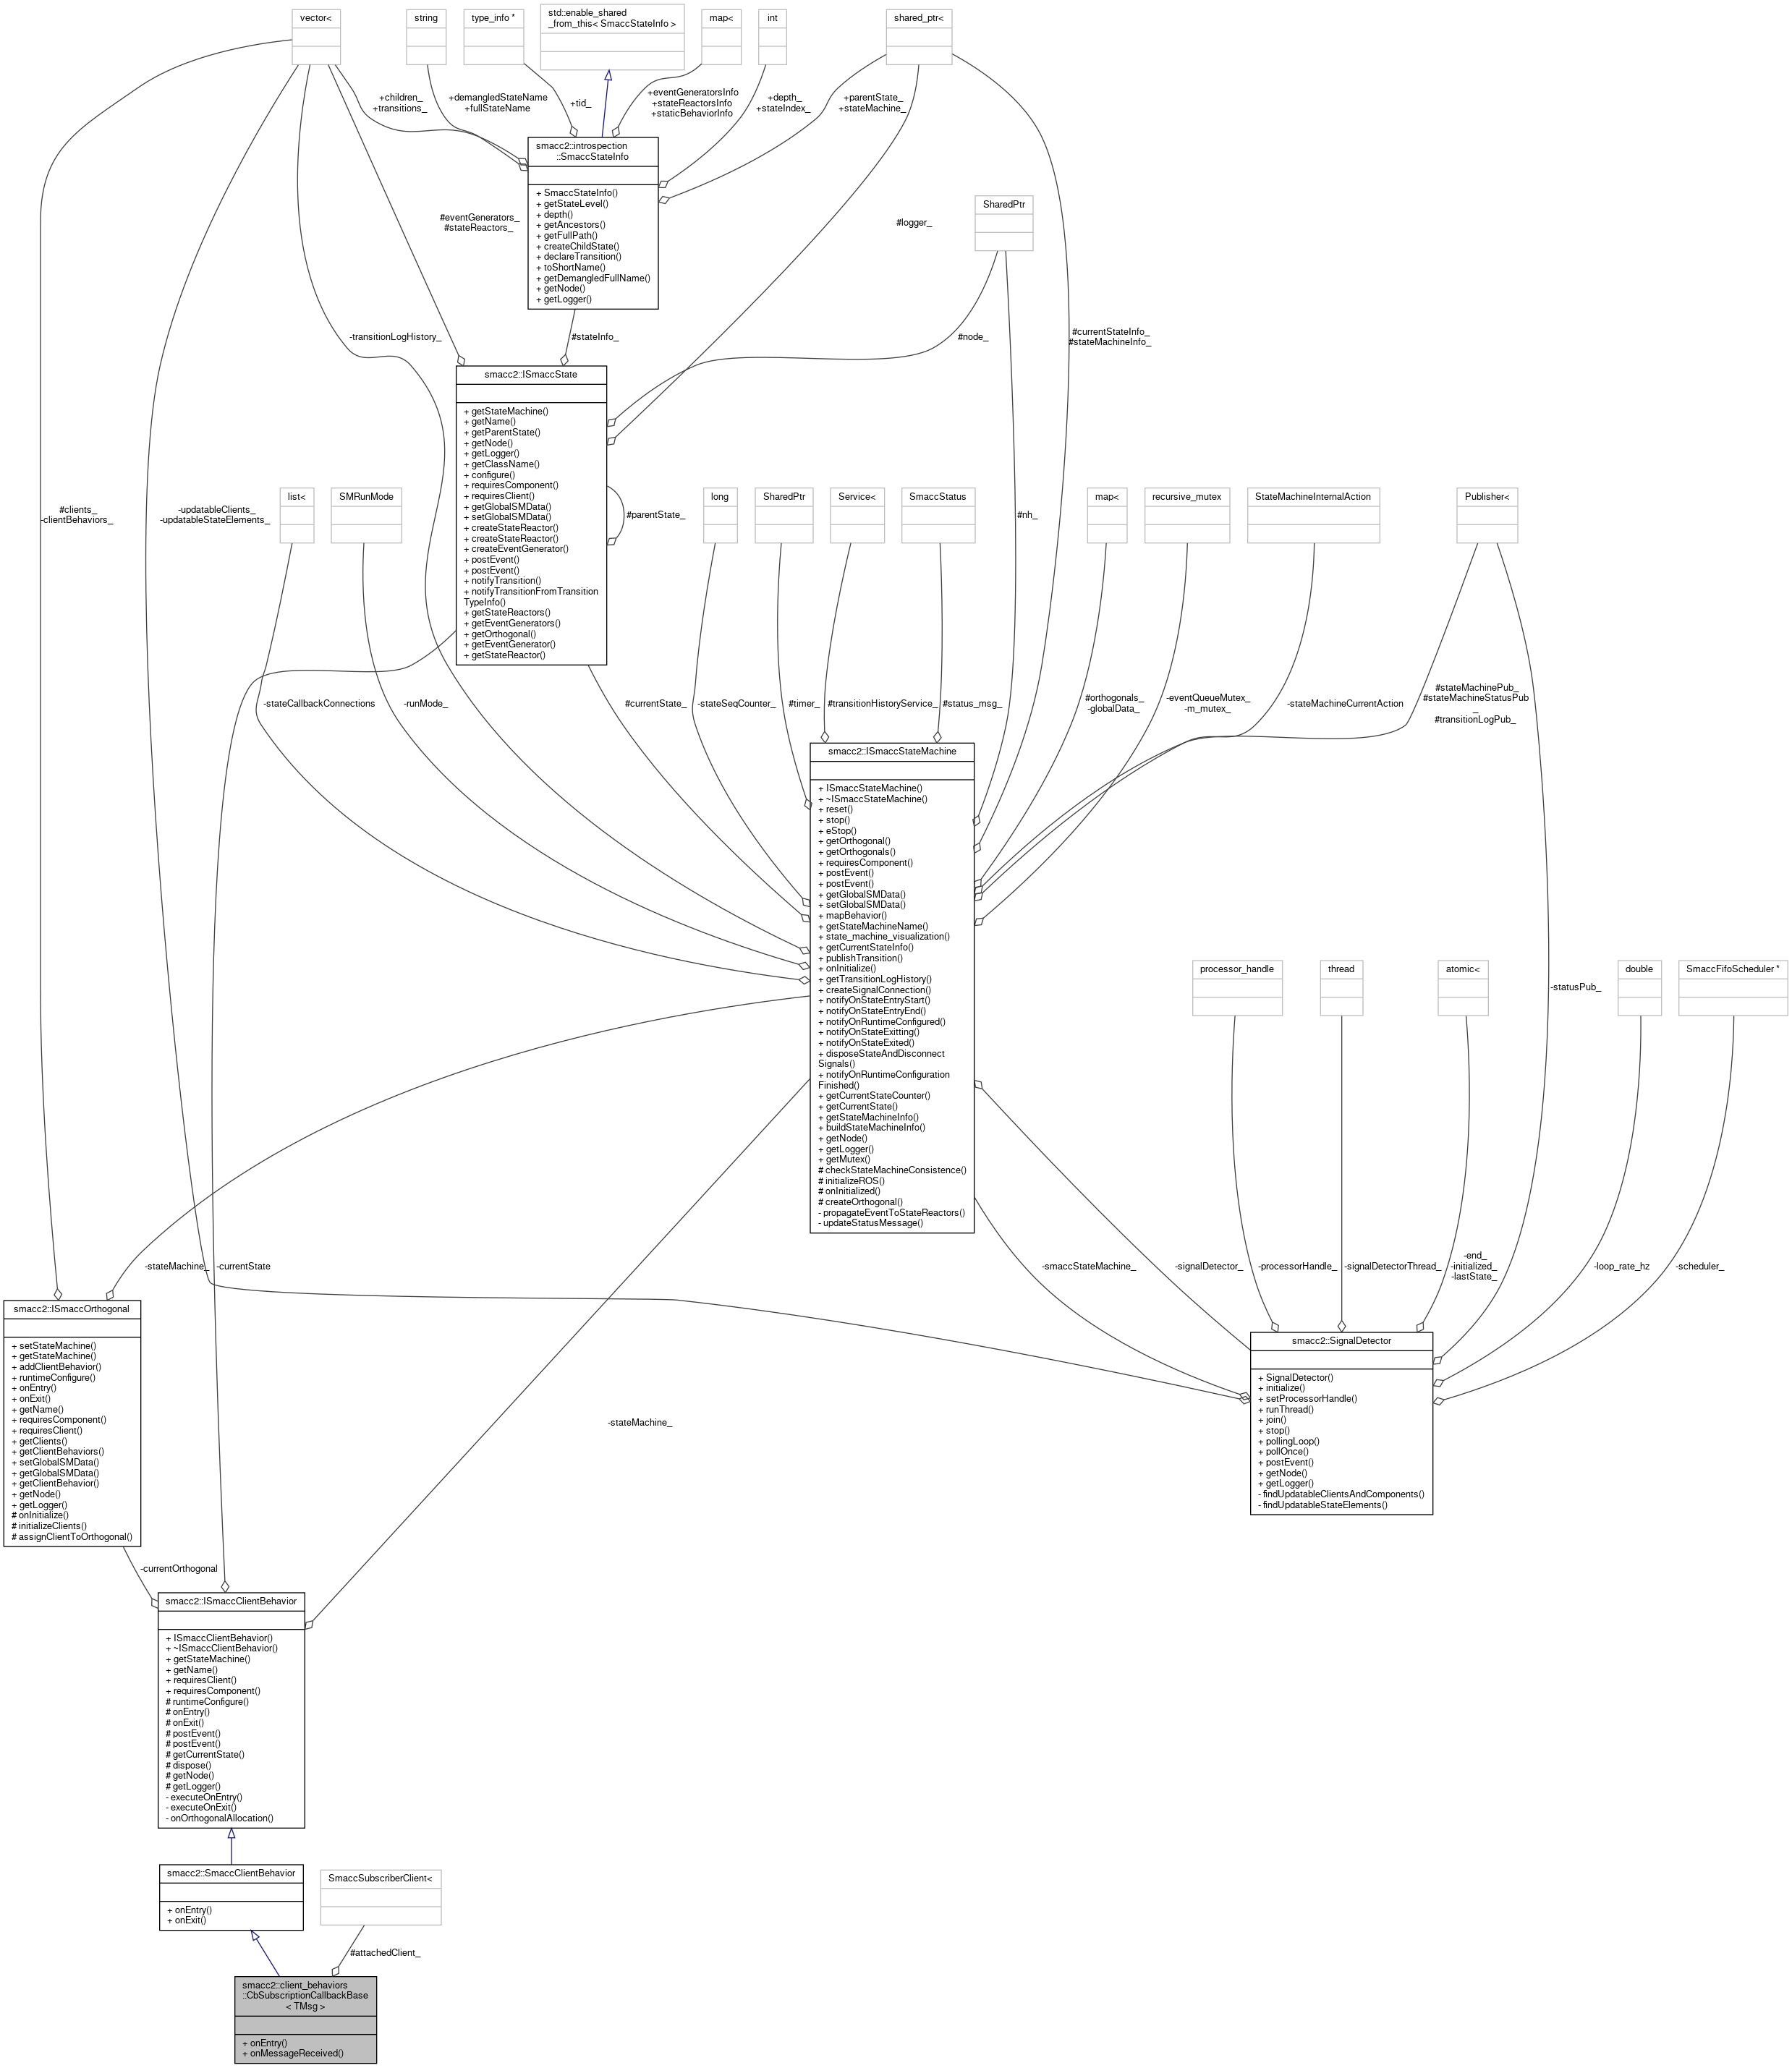 vector<
string
type_info *
std::enable_shared
_from_this< SmaccStateInfo >
map<
int
shared_ptr<
+children_
+transitions_
+demangledStateName
+fullStateName
+tid_
+eventGeneratorsInfo
+stateReactorsInfo
+staticBehaviorInfo
+depth_
+stateIndex_
+parentState_
+stateMachine_
smacc2::introspection
::SmaccStateInfo
+ SmaccStateInfo()
+ getStateLevel()
+ depth()
+ getAncestors()
+ getFullPath()
+ createChildState()
+ declareTransition()
+ toShortName()
+ getDemangledFullName()
+ getNode()
+ getLogger()
SharedPtr
#eventGenerators_
#stateReactors_
#logger_
-transitionLogHistory_
#stateInfo_
#node_
#currentStateInfo_
#stateMachineInfo_
smacc2::ISmaccState
+ getStateMachine()
+ getName()
+ getParentState()
+ getNode()
+ getLogger()
+ getClassName()
+ configure()
+ requiresComponent()
+ requiresClient()
+ getGlobalSMData()
+ setGlobalSMData()
+ createStateReactor()
+ createStateReactor()
+ createEventGenerator()
+ postEvent()
+ postEvent()
+ notifyTransition()
+ notifyTransitionFromTransition
TypeInfo()
+ getStateReactors()
+ getEventGenerators()
+ getOrthogonal()
+ getEventGenerator()
+ getStateReactor()
#parentState_
#clients_
-clientBehaviors_
-updatableClients_
-updatableStateElements_
list<
SMRunMode
long
SharedPtr
Service<
SmaccStatus
#nh_
map<
recursive_mutex
StateMachineInternalAction
Publisher<
-stateCallbackConnections
-runMode_
#currentState_
-stateSeqCounter_
#timer_
#transitionHistoryService_
#status_msg_
#orthogonals_
-globalData_
-eventQueueMutex_
-m_mutex_
-stateMachineCurrentAction
#stateMachinePub_
#stateMachineStatusPub
_
#transitionLogPub_
smacc2::ISmaccStateMachine
+ ISmaccStateMachine()
+ ~ISmaccStateMachine()
+ reset()
+ stop()
+ eStop()
+ getOrthogonal()
+ getOrthogonals()
+ requiresComponent()
+ postEvent()
+ postEvent()
+ getGlobalSMData()
+ setGlobalSMData()
+ mapBehavior()
+ getStateMachineName()
+ state_machine_visualization()
+ getCurrentStateInfo()
+ publishTransition()
+ onInitialize()
+ getTransitionLogHistory()
+ createSignalConnection()
+ notifyOnStateEntryStart()
+ notifyOnStateEntryEnd()
+ notifyOnRuntimeConfigured()
+ notifyOnStateExitting()
+ notifyOnStateExited()
+ disposeStateAndDisconnect
Signals()
+ notifyOnRuntimeConfiguration
Finished()
+ getCurrentStateCounter()
+ getCurrentState()
+ getStateMachineInfo()
+ buildStateMachineInfo()
+ getNode()
+ getLogger()
+ getMutex()
# checkStateMachineConsistence()
# initializeROS()
# onInitialized()
# createOrthogonal()
- propagateEventToStateReactors()
- updateStatusMessage()
processor_handle
thread
atomic<
-statusPub_
double
SmaccFifoScheduler *
-stateMachine_
-currentState
-smaccStateMachine_
-signalDetector_
-processorHandle_
-signalDetectorThread_
-end_
-initialized_
-lastState_
-loop_rate_hz
-scheduler_
smacc2::ISmaccOrthogonal
+ setStateMachine()
+ getStateMachine()
+ addClientBehavior()
+ runtimeConfigure()
+ onEntry()
+ onExit()
+ getName()
+ requiresComponent()
+ requiresClient()
+ getClients()
+ getClientBehaviors()
+ setGlobalSMData()
+ getGlobalSMData()
+ getClientBehavior()
+ getNode()
+ getLogger()
# onInitialize()
# initializeClients()
# assignClientToOrthogonal()
smacc2::SignalDetector
+ SignalDetector()
+ initialize()
+ setProcessorHandle()
+ runThread()
+ join()
+ stop()
+ pollingLoop()
+ pollOnce()
+ postEvent()
+ getNode()
+ getLogger()
- findUpdatableClientsAndComponents()
- findUpdatableStateElements()
-stateMachine_
-currentOrthogonal
smacc2::ISmaccClientBehavior
+ ISmaccClientBehavior()
+ ~ISmaccClientBehavior()
+ getStateMachine()
+ getName()
+ requiresClient()
+ requiresComponent()
# runtimeConfigure()
# onEntry()
# onExit()
# postEvent()
# postEvent()
# getCurrentState()
# dispose()
# getNode()
# getLogger()
- executeOnEntry()
- executeOnExit()
- onOrthogonalAllocation()
smacc2::SmaccClientBehavior
+ onEntry()
+ onExit()
SmaccSubscriberClient<
#attachedClient_
smacc2::client_behaviors
::CbSubscriptionCallbackBase
< TMsg >
+ onEntry()
+ onMessageReceived()